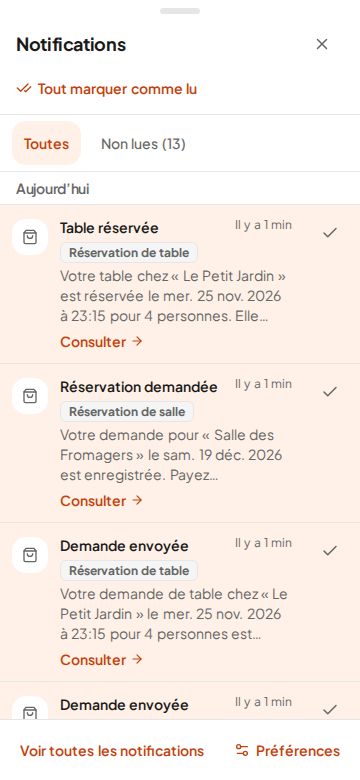 Notifications
Tout marquer comme lu
Toutes
Non lues (13)
Aujourd’hui
Table réservée
Il y a 1 min
Réservation de table
Votre table chez « Le Petit Jardin »
est réservée le mer. 25 nov. 2026
à 23:15 pour 4 personnes. Elle…
Consulter →
Réservation demandée
Il y a 1 min
Réservation de salle
Votre demande pour « Salle des
Fromagers » le sam. 19 déc. 2026
est enregistrée. Payez…
Consulter →
Demande envoyée
Il y a 1 min
Réservation de table
Votre demande de table chez « Le
Petit Jardin » le mer. 25 nov. 2026
à 23:15 pour 4 personnes est…
Consulter →
Demande envoyée
Il y a 1 min
Voir toutes les notifications
Préférences